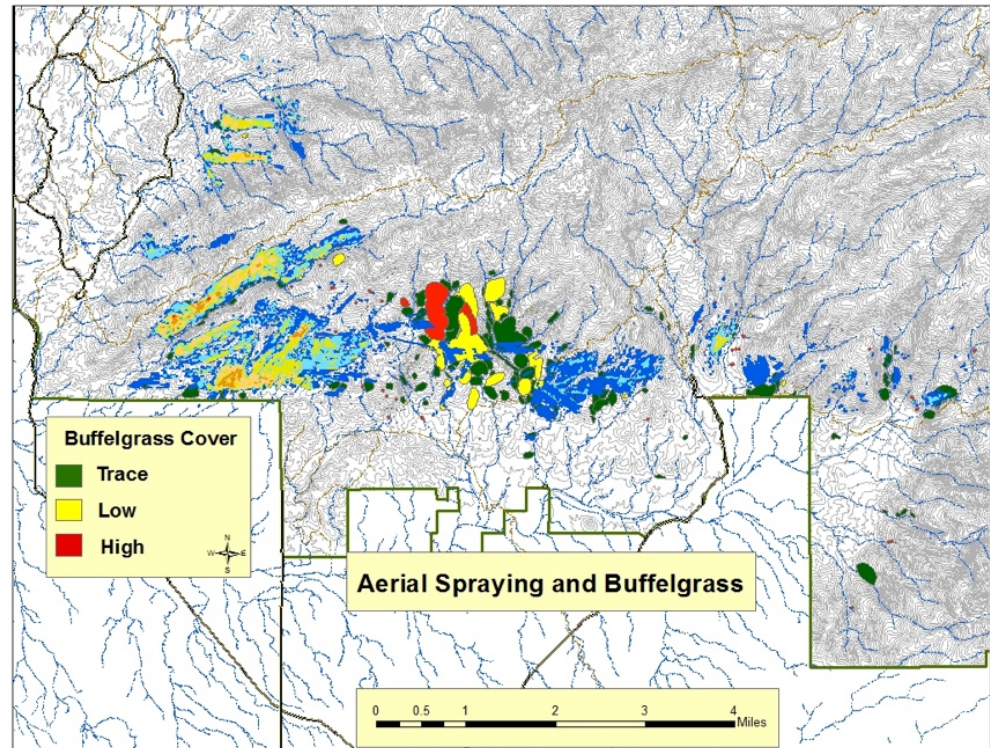 Buffelgrass Cover
Trace
Low
High
N
W E
S
Aerial Spraying and Buffelgrass
0 0.5 1 2 3 4
Miles